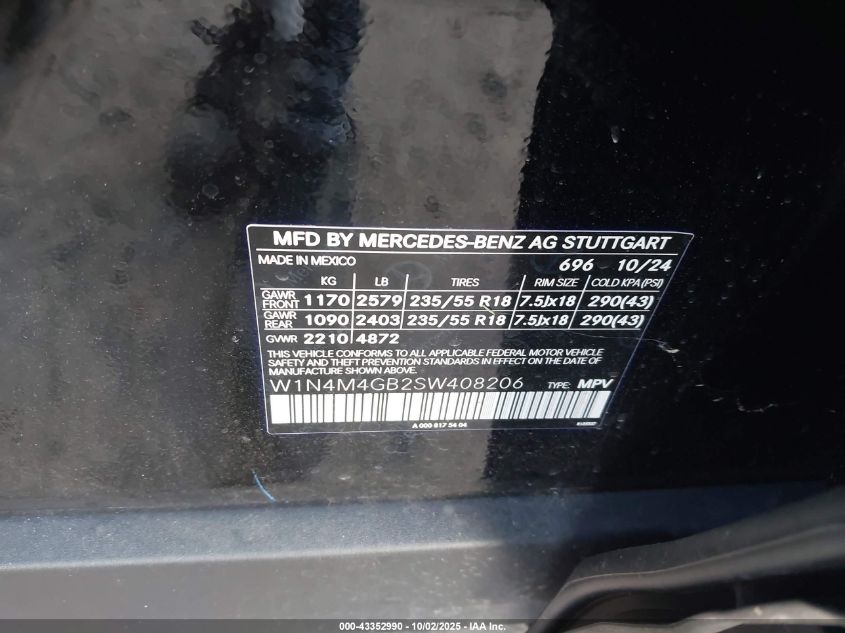 MFD BY MERCEDES-BENZ AG STUTTGART
MADE IN MEXICO 696 10/24
KG LB TIRES RIM SIZE COLD KPA(PSI)
GAWR FRONT 1170 2579 235/55 R18 7.5Jx18 290(43)
GAWR REAR 1090 2403 235/55 R18 7.5Jx18 290(43)
GVWR 2210 4872
THIS VEHICLE CONFORMS TO ALL APPLICABLE FEDERAL MOTOR VEHICLE
SAFETY AND THEFT PREVENTION STANDARDS IN EFFECT ON THE DATE OF
MANUFACTURE SHOWN ABOVE.
W1N4M4GB2SW408206 TYPE: MPV
A 000 817 54 04
000-43352990 - 10/02/2025 - IAA Inc.